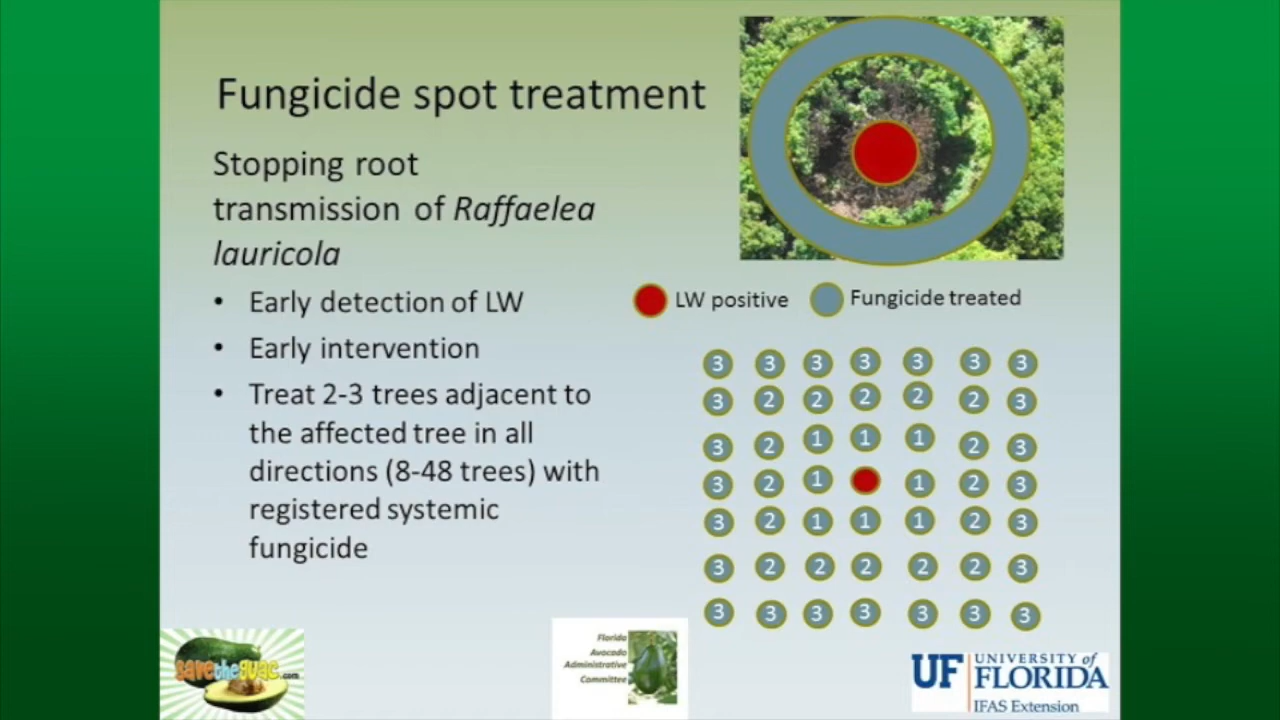 Fungicide spot treatment
Stopping root
transmission of Raffaelea
lauricola
• Early detection of LW
• Early intervention
• Treat 2-3 trees adjacent to
the affected tree in all
directions (8-48 trees) with
registered systemic
fungicide
LW positive
Fungicide treated
3 3 3 3 3 3 3
3 2 2 2 2 2 3
3 2 1 1 1 2 3
3 2 1 1 2 3
3 2 1 1 1 2 3
3 2 2 2 2 2 3
3 3 3 3 3 3 3
savetheguac.com
Florida
Avocado
Administrative
Committee
UF UNIVERSITY of
FLORIDA
IFAS Extension